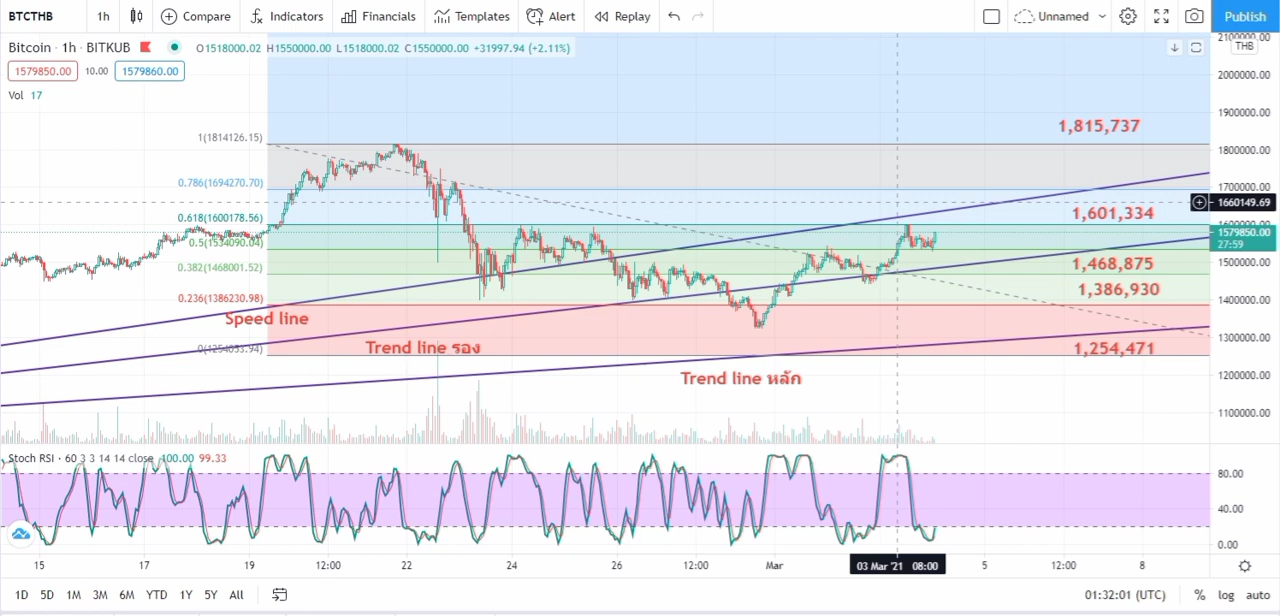 BTCTHB 1h Compare Indicators Financials Templates Alert Replay Unnamed Publish
Bitcoin · 1h · BITKUB O1518000.02 H1550000.00 L1518000.02 C1550000.00 +31997.94 (+2.11%)
2100000.00
THB
1579850.00 10.00 1579860.00
2000000.00
Vol 17
1900000.00
1,815,737
1(1814126.15)
1800000.00
0.786(1694270.70)
1700000.00
1660149.69
0.618(1600178.56)
1,601,334
1600000.00
1579850.00
27:59
0.5(1534090.04)
0.382(1468001.52)
1,468,875
1500000.00
0.236(1386230.98)
1,386,930
1400000.00
Speed line
1300000.00
0(1254053.94)
Trend line รอง
1,254,471
Trend line หลัก
1200000.00
1100000.00
Stoch RSI · 60 3 3 14 14 close 100.00 99.33
80.00
40.00
0.00
15 17 19 12:00 22 24 26 12:00 Mar 03 Mar '21 08:00 5 12:00 8
1D 5D 1M 3M 6M YTD 1Y 5Y All 01:32:01 (UTC) % log auto